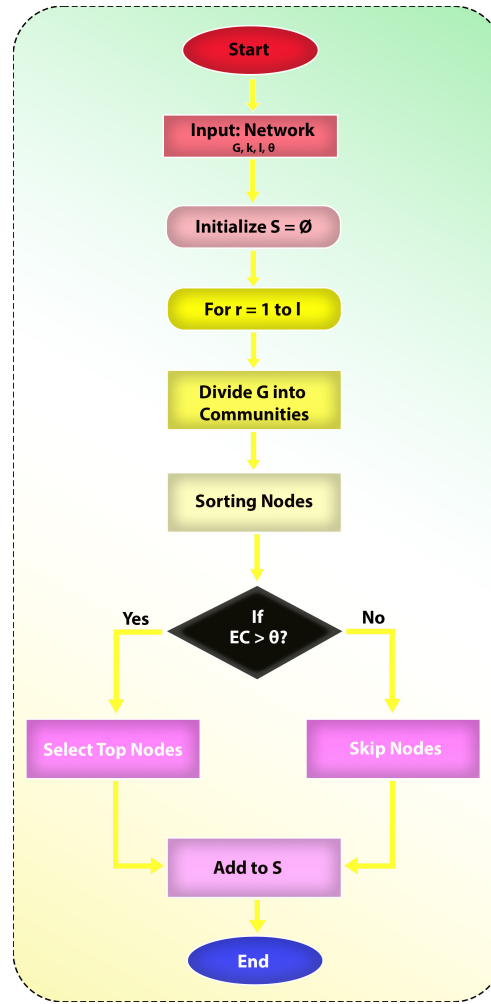 Start
Input: Network
G, k, l, θ
Initialize S = Ø
For r = 1 to l
Divide G into
Communities
Sorting Nodes
If
EC > θ?
Yes
No
Select Top Nodes
Skip Nodes
Add to S
End